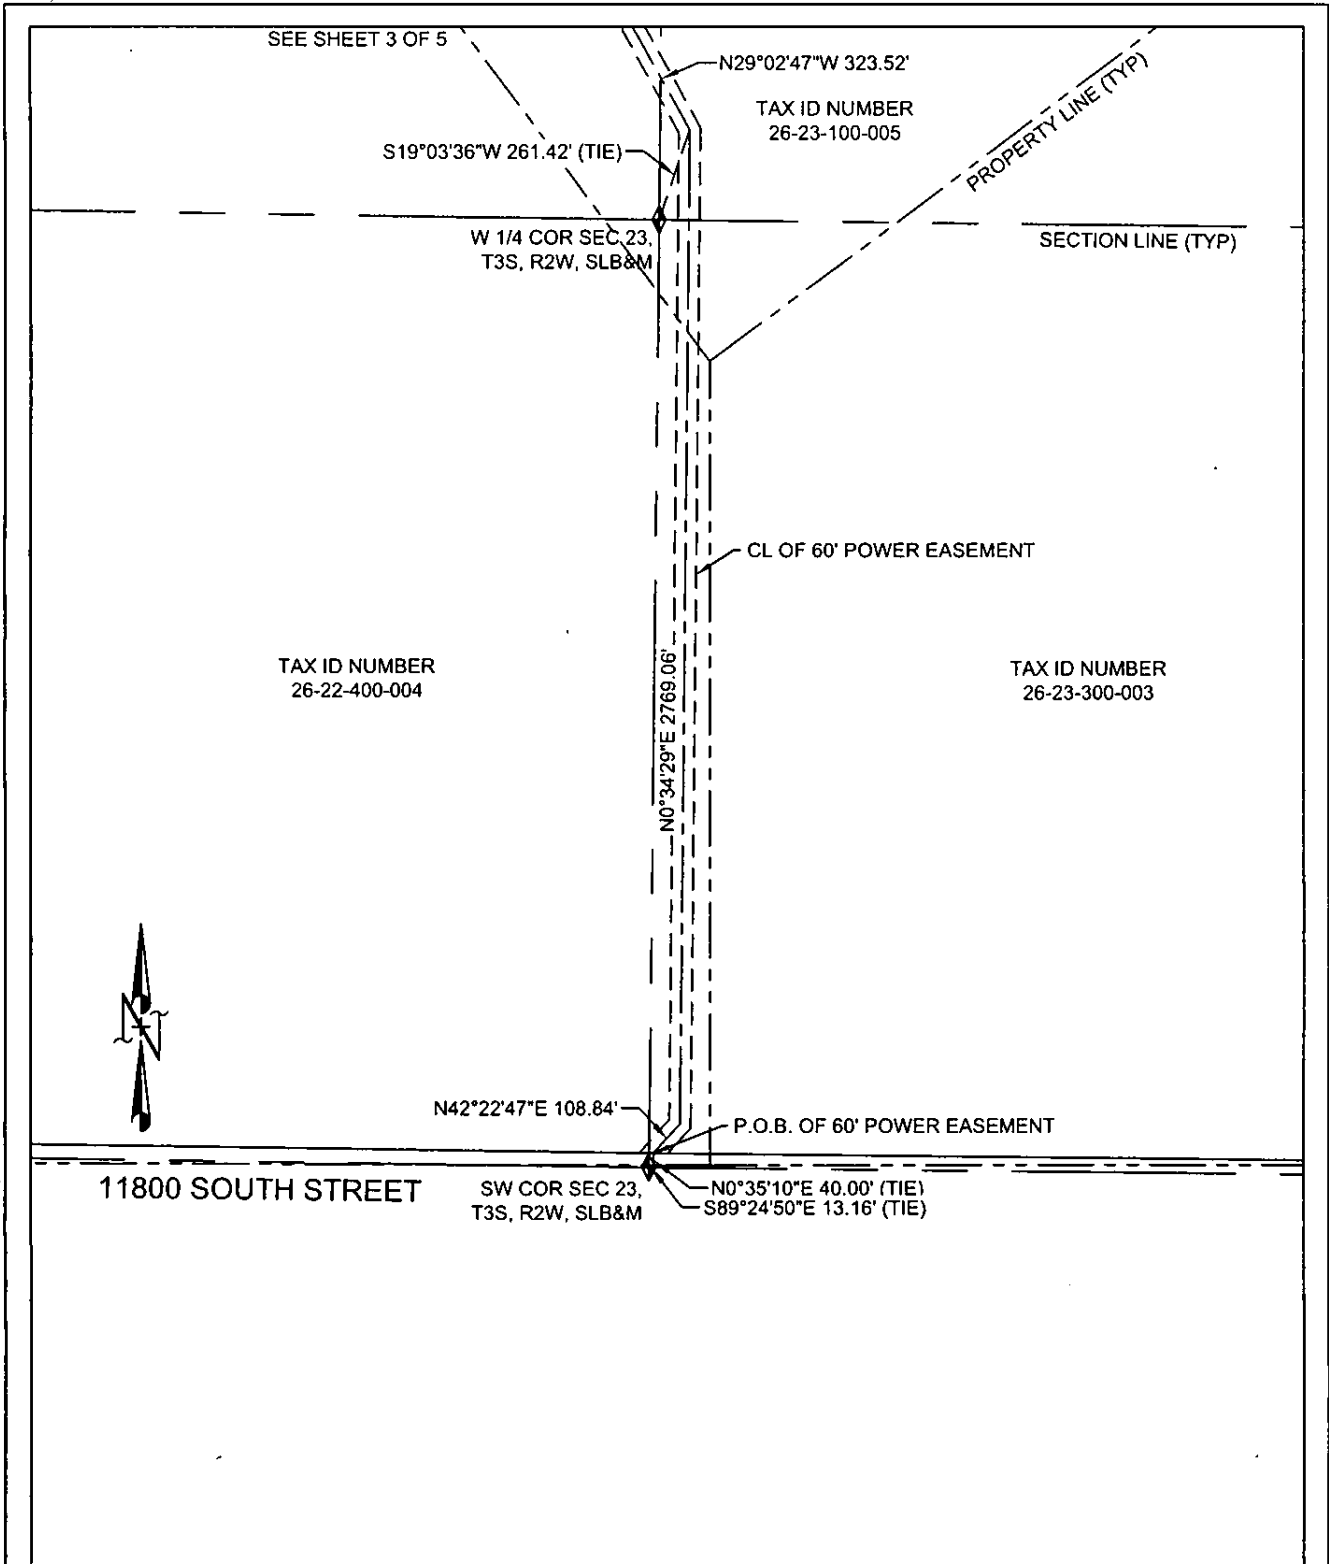 SEE SHEET 3 OF 5
N29°02'47"W 323.52'
TAX ID NUMBER
26-23-100-005
PROPERTY LINE (TYP)
S19°03'36"W 261.42' (TIE)
W 1/4 COR SEC 23,
T3S, R2W, SLB&M
SECTION LINE (TYP)
CL OF 60' POWER EASEMENT
TAX ID NUMBER
26-22-400-004
N0°34'29"E 2769.06'
TAX ID NUMBER
26-23-300-003
N
N42°22'47"E 108.84'
P.O.B. OF 60' POWER EASEMENT
11800 SOUTH STREET
SW COR SEC 23,
T3S, R2W, SLB&M
N0°35'10"E 40.00' (TIE)
S89°24'50"E 13.16' (TIE)